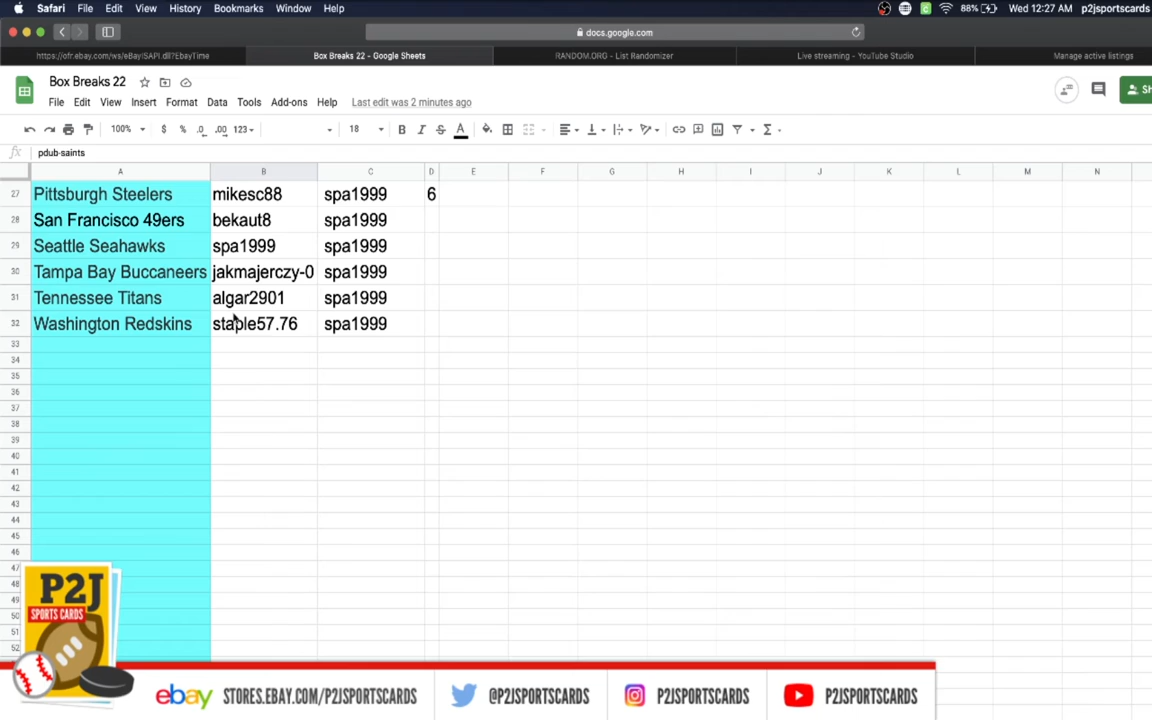 Safari File Edit View History Bookmarks Window Help 88% Wed 12:27 AM p2jsportscards
docs.google.com
https://ofr.ebay.com/ws/eBayISAPI.dll?EbayTime Box Breaks 22 - Google Sheets RANDOM.ORG - List Randomizer Live streaming - YouTube Studio Manage active listings
Box Breaks 22
File Edit View Insert Format Data Tools Add-ons Help Last edit was 2 minutes ago Sh
100% $ % .0 .00 123 18 B I S A
fx pdub-saints
A B C D E F G H I J K L M N
27 Pittsburgh Steelers mikesc88 spa1999 6
28 San Francisco 49ers bekaut8 spa1999
29 Seattle Seahawks spa1999 spa1999
30 Tampa Bay Buccaneers jakmajerczy-0 spa1999
31 Tennessee Titans algar2901 spa1999
32 Washington Redskins staple57.76 spa1999
33
34
35
36
37
38
39
40
41
42
43
44
45
46
47
48
49
50
51
52
P2J
SPORTS CARDS
ebay STORES.EBAY.COM/P2JSPORTSCARDS @P2JSPORTSCARDS P2JSPORTSCARDS P2JSPORTSCARDS